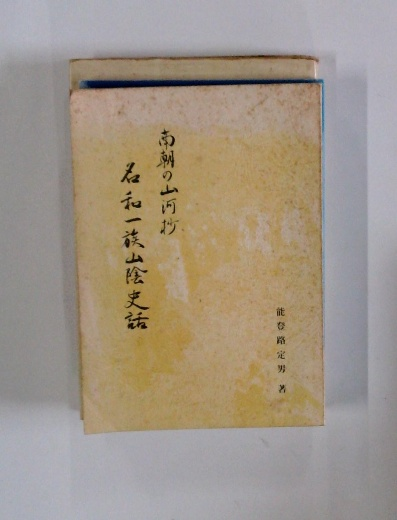 南朝の山河抄
名和一族山陰史話
能登路定男 著